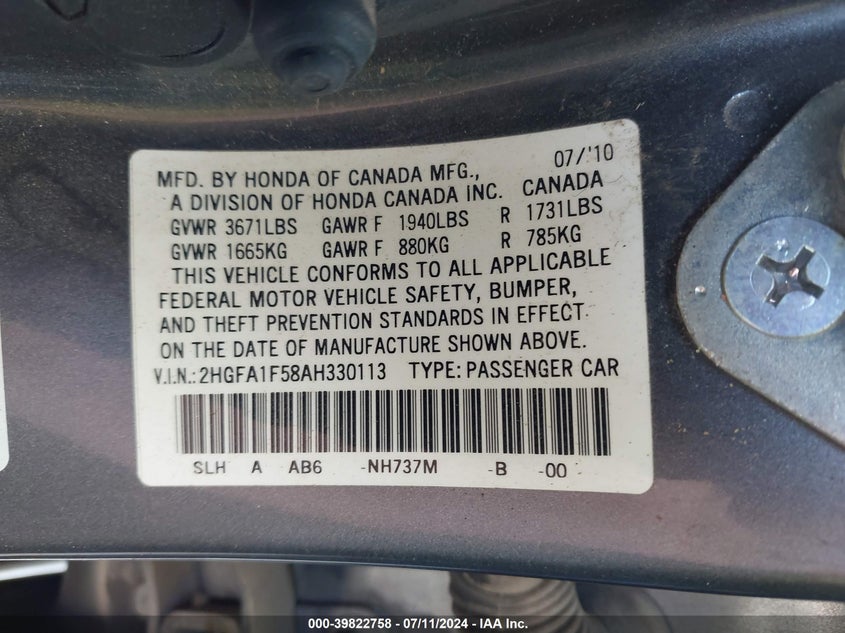 07/'10
MFD. BY HONDA OF CANADA MFG.,
A DIVISION OF HONDA CANADA INC. CANADA
GVWR 3671LBS GAWR F 1940LBS R 1731LBS
GVWR 1665KG GAWR F 880KG R 785KG
THIS VEHICLE CONFORMS TO ALL APPLICABLE
FEDERAL MOTOR VEHICLE SAFETY, BUMPER,
AND THEFT PREVENTION STANDARDS IN EFFECT
ON THE DATE OF MANUFACTURE SHOWN ABOVE.
V.I.N.: 2HGFA1F58AH330113 TYPE: PASSENGER CAR
SLH A AB6 -NH737M -B -00
000-39822758 / 07/11/2024 - IAA Inc.